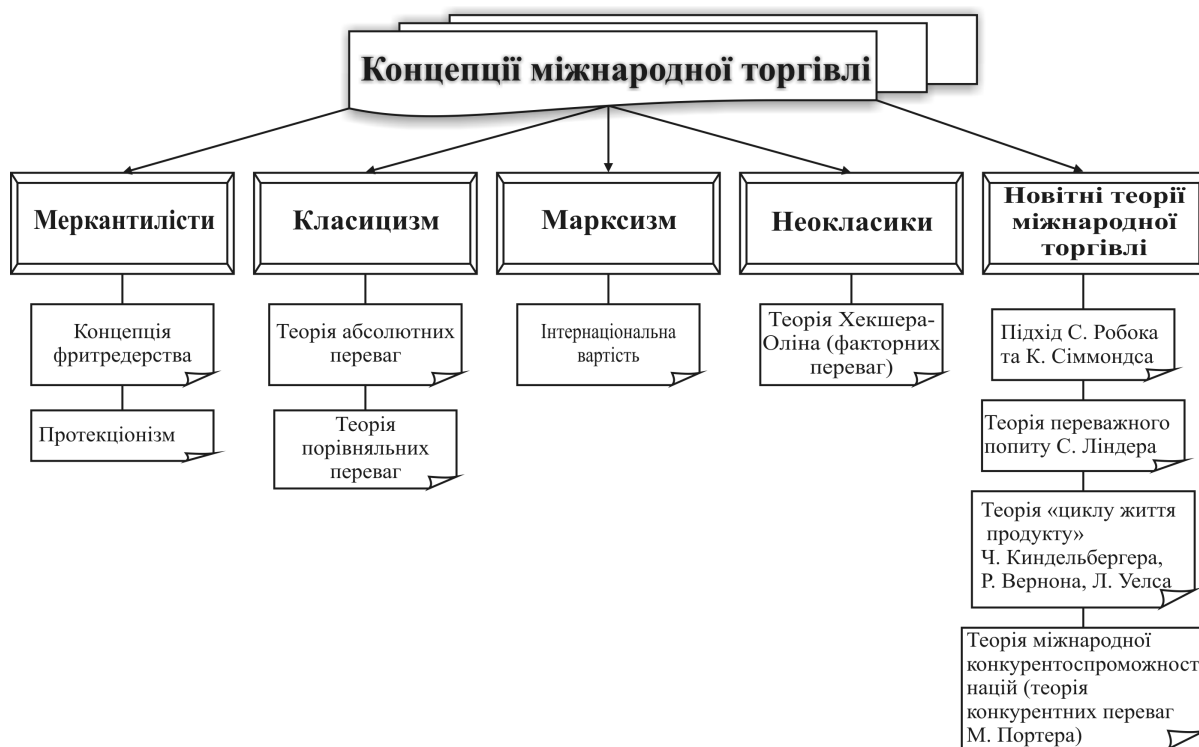 Концепції міжнародної торгівлі
Меркантилісти
Концепція
фритредерства
Протекціонізм
Класицизм
Теорія абсолютних
переваг
Теорія
порівняльних
переваг
Марксизм
Інтернаціональна
вартість
Неокласики
Теорія Хекшера-
Оліна (факторних
переваг)
Новітні теорії
міжнародної
торгівлі
Підхід С. Робока
та К. Сіммондса
Теорія переважного
попиту С. Ліндера
Теорія «циклу життя
продукту»
Ч. Киндельбергера,
Р. Вернона, Л. Уелса
Теорія міжнародної
конкурентоспроможност
націй (теорія
конкурентних переваг
М. Портера)